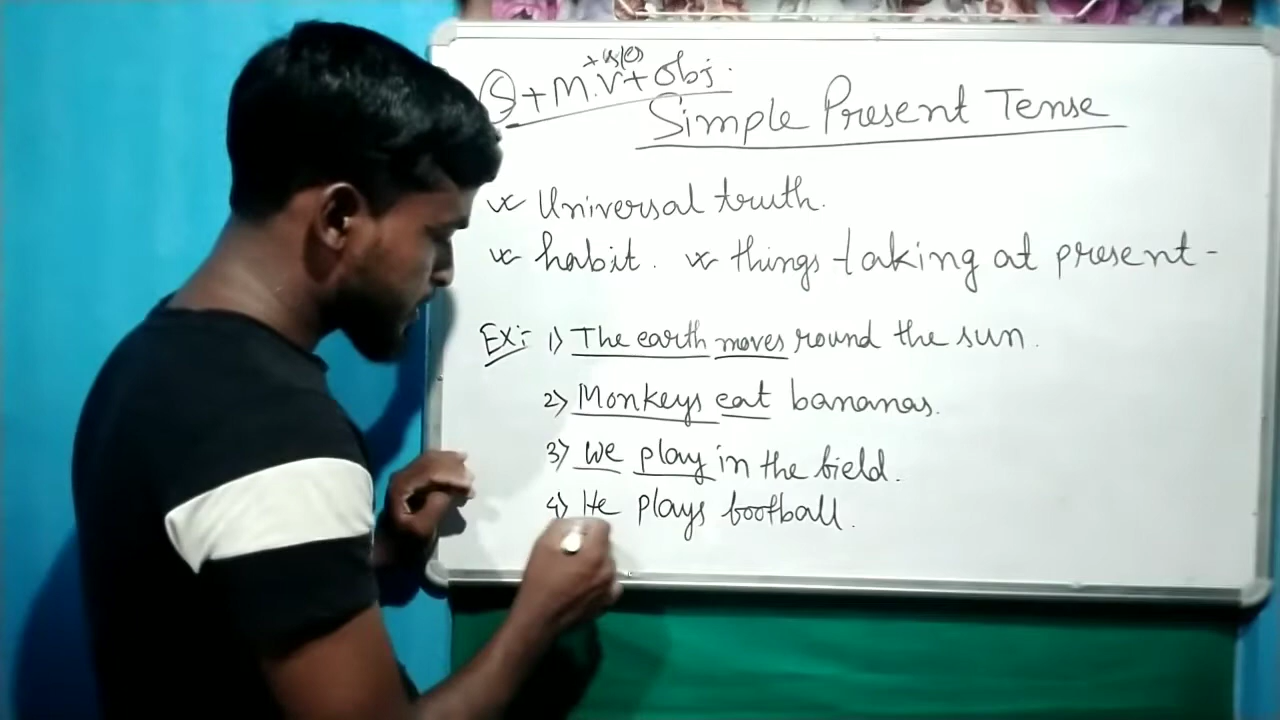 + s/es
S + M.V + Obj.
Simple Present Tense
Universal truth.
habit. things taking at present -
Ex:- 1) The earth moves round the sun.
2) Monkeys eat bananas.
3) We play in the field.
4) He plays football.